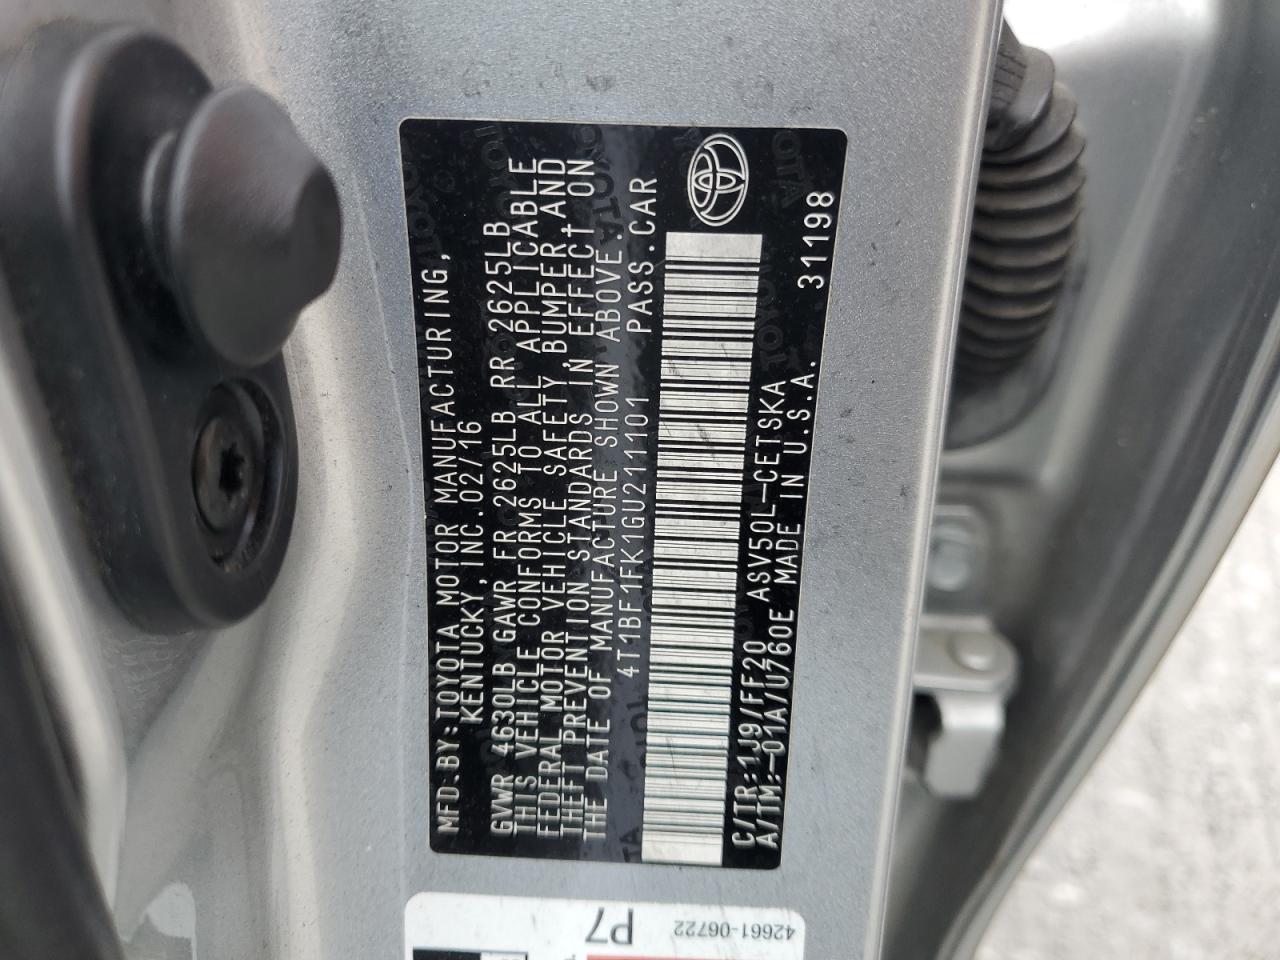 MFD.BY:TOYOTA MOTOR MANUFACTURING,
KENTUCKY, INC.02/16
GVWR 4630LB GAWR FR 2625LB RR 2625LB
THIS VEHICLE CONFORMS TO ALL APPLICABLE
FEDERAL MOTOR VEHICLE SAFETY, BUMPER, AND
THEFT PREVENTION STANDARDS IN EFFECT ON
THE DATE OF MANUFACTURE SHOWN ABOVE.
4T1BF1FK1GU211101 PASS.CAR
C/TR:1J9/FF20 ASV50L-CETSKA
A/TM:-01A/U760E MADE IN U.S.A. 31198
P7
42661-06722